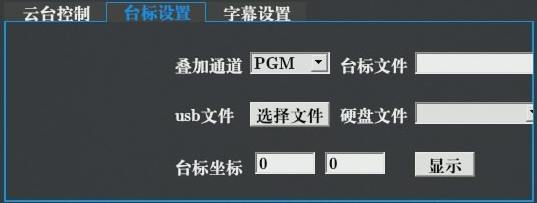 云台控制 台标设置 字幕设置
叠加通道 PGM 台标文件
usb文件 选择文件 硬盘文件
台标坐标 0 0 显示